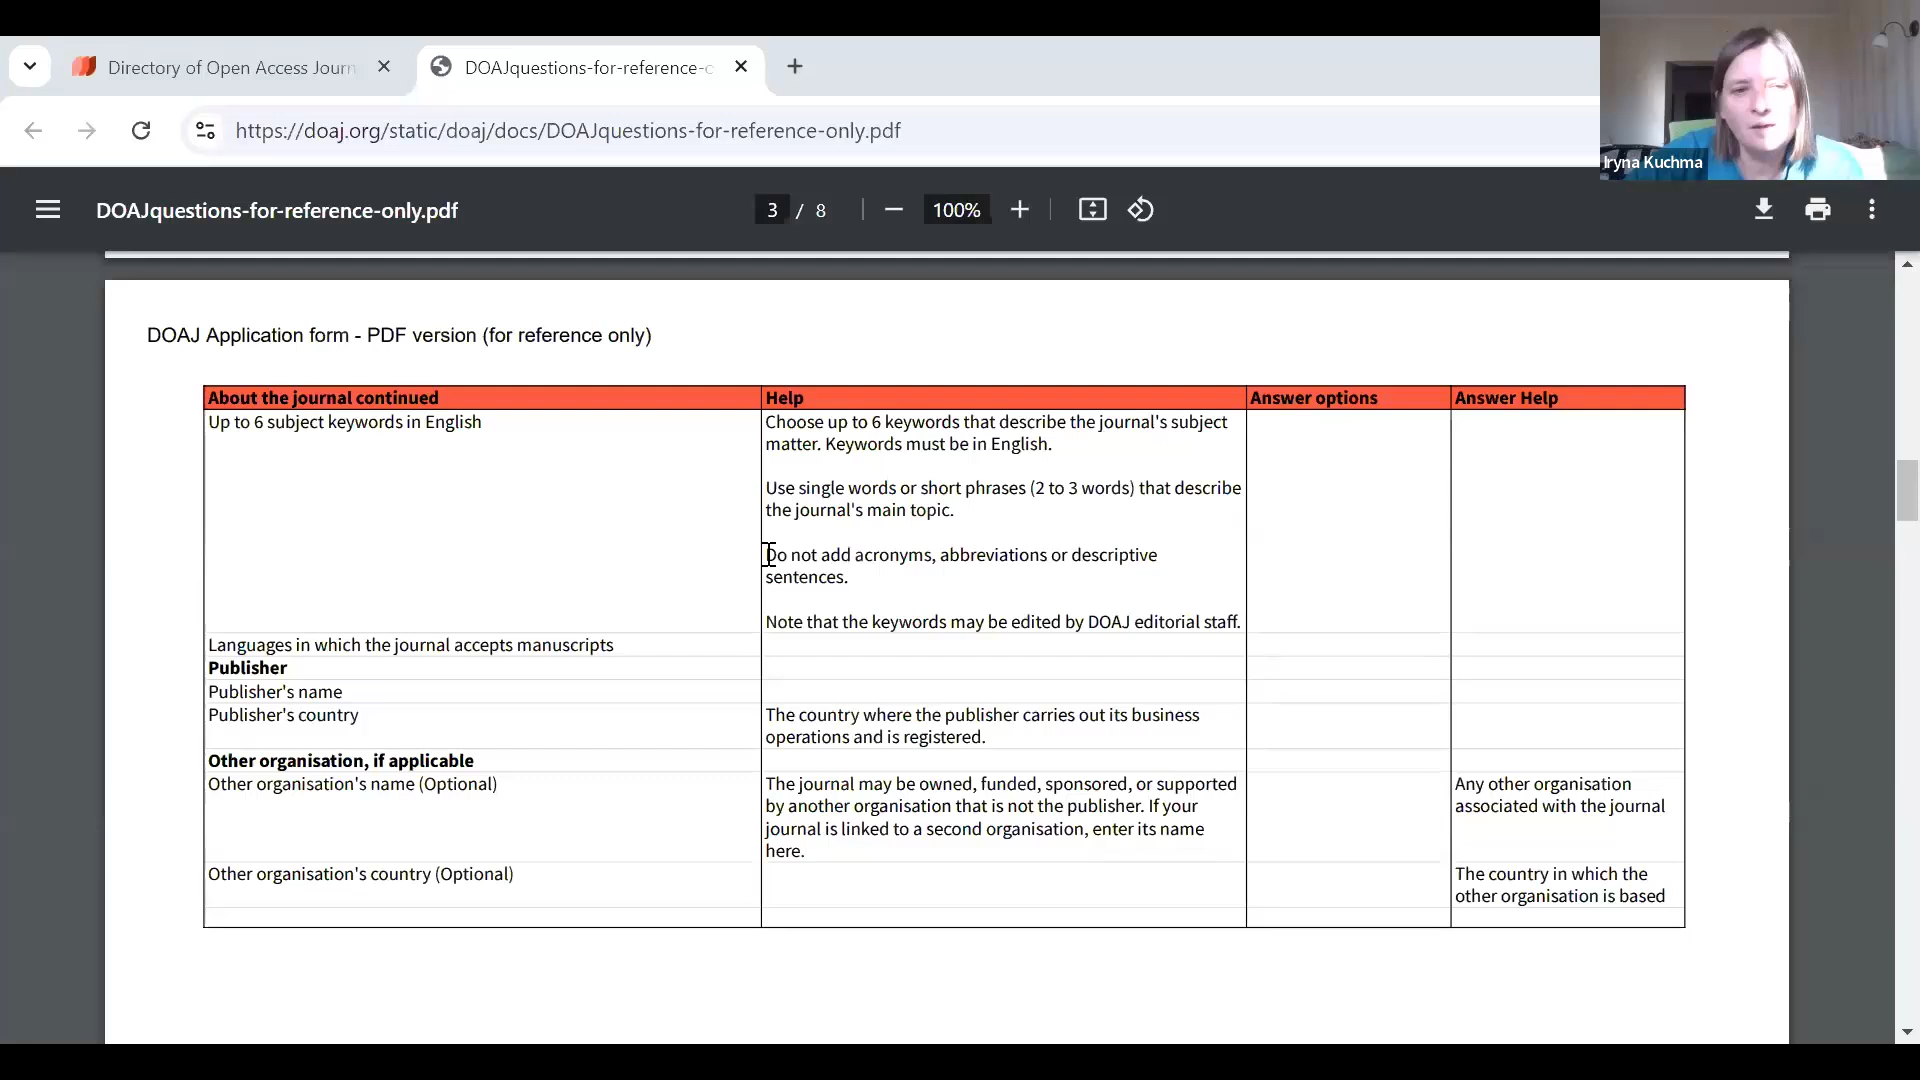 Directory of Open Access Journ
DOAJquestions-for-reference-o
https://doaj.org/static/doaj/docs/DOAJquestions-for-reference-only.pdf
Iryna Kuchma
DOAJquestions-for-reference-only.pdf
3 / 8
100%
DOAJ Application form - PDF version (for reference only)
About the journal continued
Help
Answer options
Answer Help
Up to 6 subject keywords in English
Choose up to 6 keywords that describe the journal's subject
matter. Keywords must be in English.
Use single words or short phrases (2 to 3 words) that describe
the journal's main topic.
Do not add acronyms, abbreviations or descriptive
sentences.
Note that the keywords may be edited by DOAJ editorial staff.
Languages in which the journal accepts manuscripts
Publisher
Publisher's name
Publisher's country
The country where the publisher carries out its business
operations and is registered.
Other organisation, if applicable
Other organisation's name (Optional)
The journal may be owned, funded, sponsored, or supported
by another organisation that is not the publisher. If your
journal is linked to a second organisation, enter its name
here.
Any other organisation
associated with the journal
Other organisation's country (Optional)
The country in which the
other organisation is based